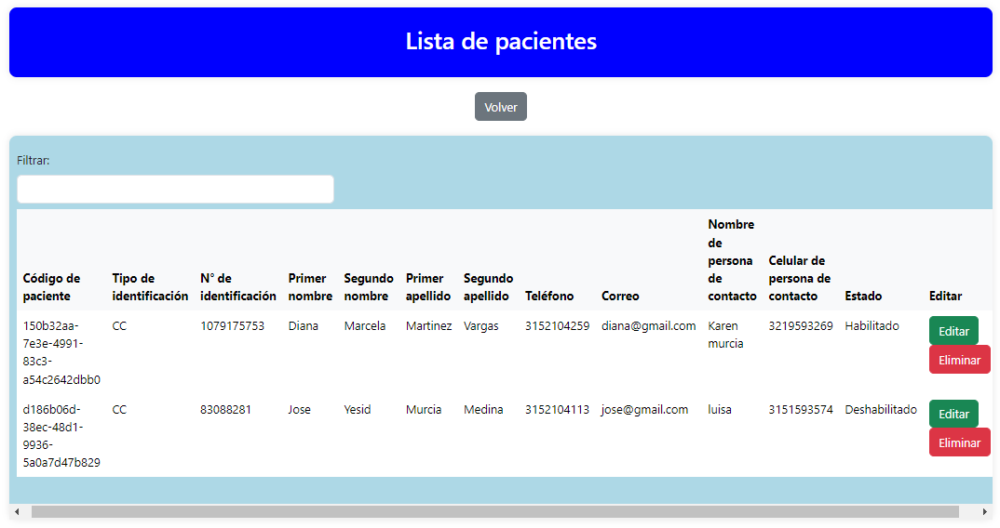 Lista de pacientes
Volver
Filtrar:
Código de paciente Tipo de identificación N° de identificación Primer nombre Segundo nombre Primer apellido Segundo apellido Teléfono Correo Nombre de persona de contacto Celular de persona de contacto Estado Editar
150b32aa-7e3e-4991-83c3-a54c2642dbb0 CC 1079175753 Diana Marcela Martinez Vargas 3152104259 diana@gmail.com Karen murcia 3219593269 Habilitado Editar Eliminar
d186b06d-38ec-48d1-9936-5a0a7d47b829 CC 83088281 Jose Yesid Murcia Medina 3152104113 jose@gmail.com luisa 3151593574 Deshabilitado Editar Eliminar